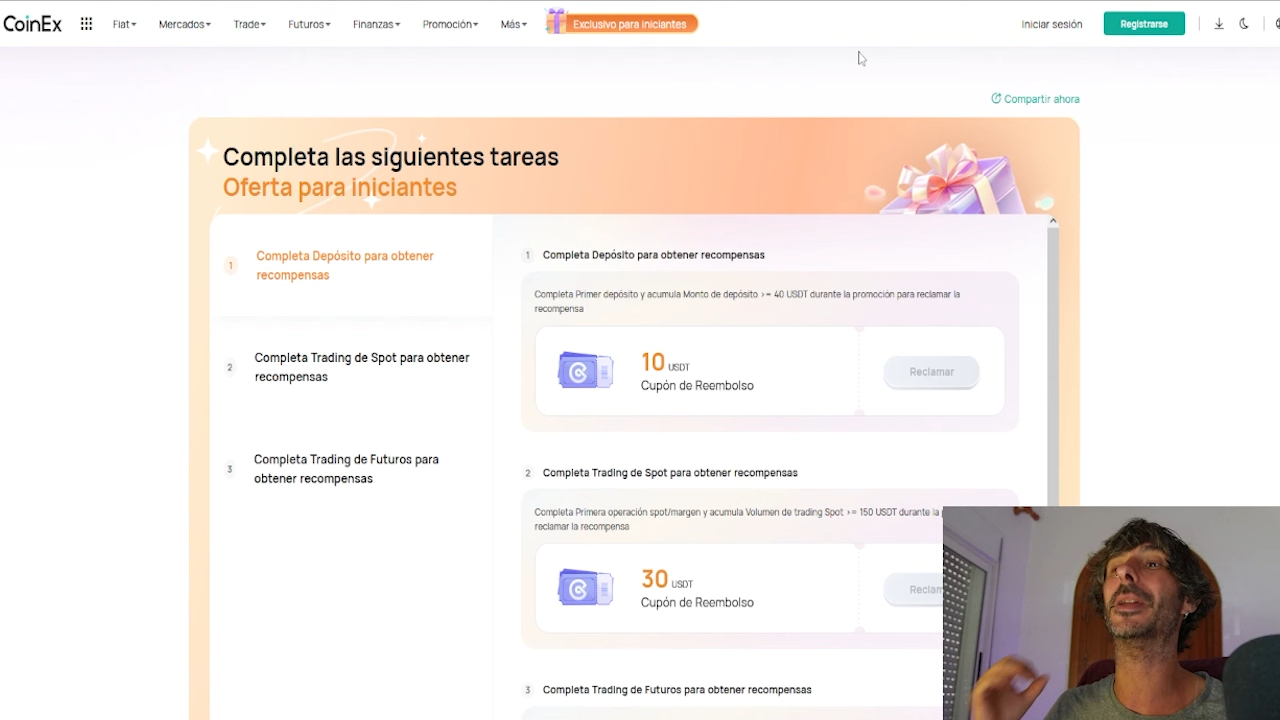 CoinEx
Fiat
Mercados
Trade
Futuros
Finanzas
Promoción
Más
Exclusivo para iniciantes
Iniciar sesión
Registrarse
Compartir ahora
Completa las siguientes tareas
Oferta para iniciantes
1
Completa Depósito para obtener
recompensas
2
Completa Trading de Spot para obtener
recompensas
3
Completa Trading de Futuros para
obtener recompensas
1 Completa Depósito para obtener recompensas
Completa Primer depósito y acumula Monto de depósito >= 40 USDT durante la promoción para reclamar la
recompensa
10 USDT
Cupón de Reembolso
Reclamar
2 Completa Trading de Spot para obtener recompensas
Completa Primera operación spot/margen y acumula Volumen de trading Spot >= 150 USDT durante la
reclamar la recompensa
30 USDT
Cupón de Reembolso
3 Completa Trading de Futuros para obtener recompensas